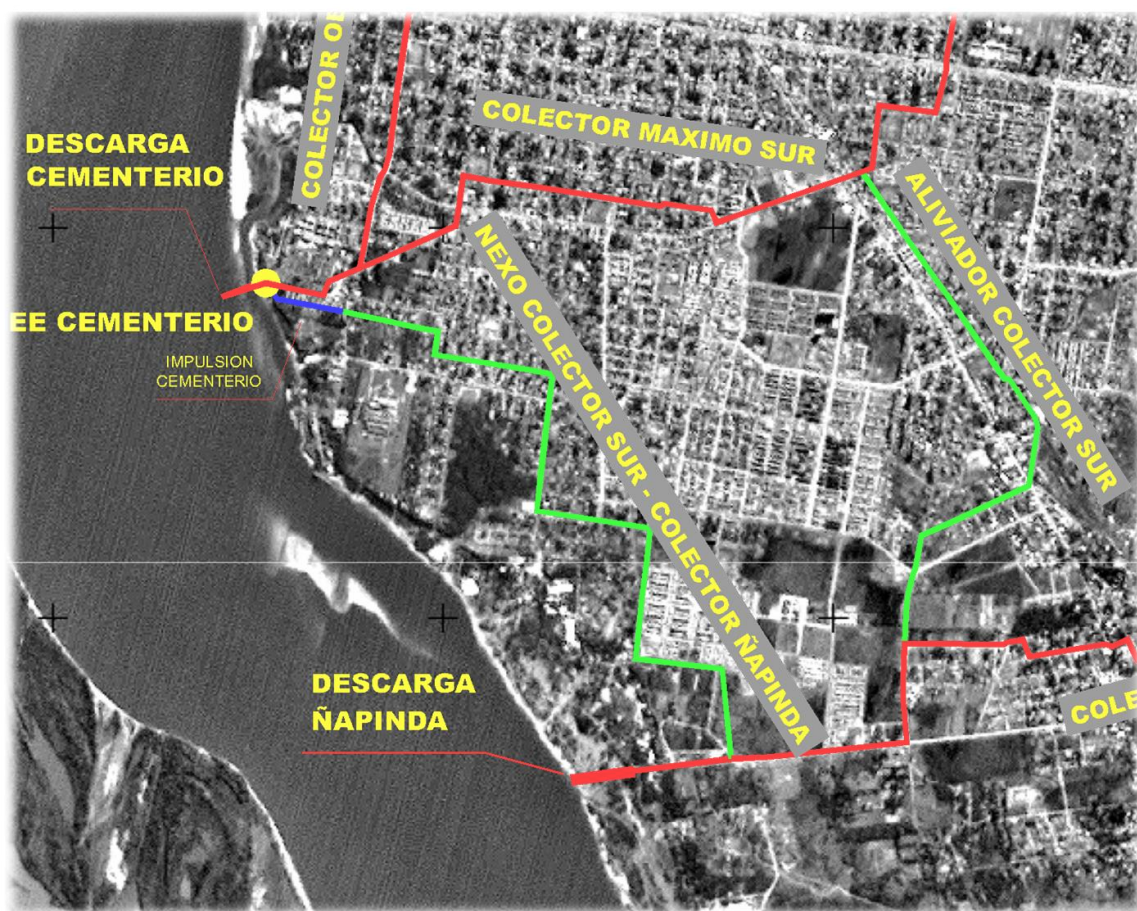 COLECTOR
COLECTOR MAXIMO SUR
DESCARGA
CEMENTERIO
ALIVIADOR COLECTOR SUR
NEXO COLECTOR SUR - COLECTOR ÑAPINDA
EE CEMENTERIO
IMPULSION
CEMENTERIO
DESCARGA
ÑAPINDA
COLE